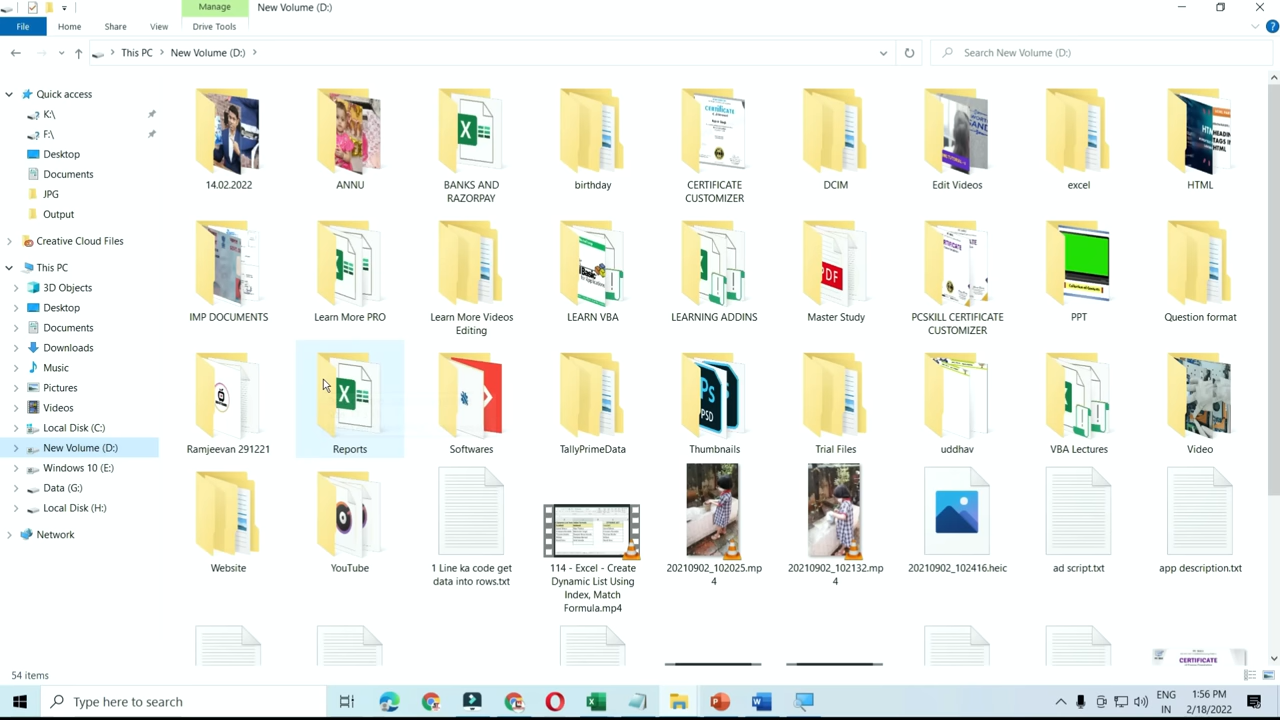 Manage
New Volume (D:)
File
Home
Share
View
Drive Tools
This PC
New Volume (D:)
Search New Volume (D:)
Quick access
K:\
F:\
Desktop
Documents
JPG
Output
Creative Cloud Files
This PC
3D Objects
Desktop
Documents
Downloads
Music
Pictures
Videos
Local Disk (C:)
New Volume (D:)
Windows 10 (E:)
Data (G:)
Local Disk (H:)
Network
14.02.2022
ANNU
BANKS AND
RAZORPAY
birthday
CERTIFICATE
CUSTOMIZER
DCIM
Edit Videos
excel
HTML
IMP DOCUMENTS
Learn More PRO
Learn More Videos
Editing
LEARN VBA
LEARNING ADDINS
PDF
Master Study
PCSKILL CERTIFICATE
CUSTOMIZER
PPT
Question format
Ramjeevan 291221
Reports
Softwares
TallyPrimeData
PSD
Thumbnails
Trial Files
uddhav
VBA Lectures
Video
Website
YouTube
1 Line ka code get
data into rows.txt
114 - Excel - Create
Dynamic List Using
Index, Match
Formula.mp4
20210902_102025.mp
4
20210902_102132.mp
4
20210902_102416.heic
ad script.txt
app description.txt
CERTIFICATE
54 items
Type here to search
ENG
IN
1:56 PM
2/18/2022